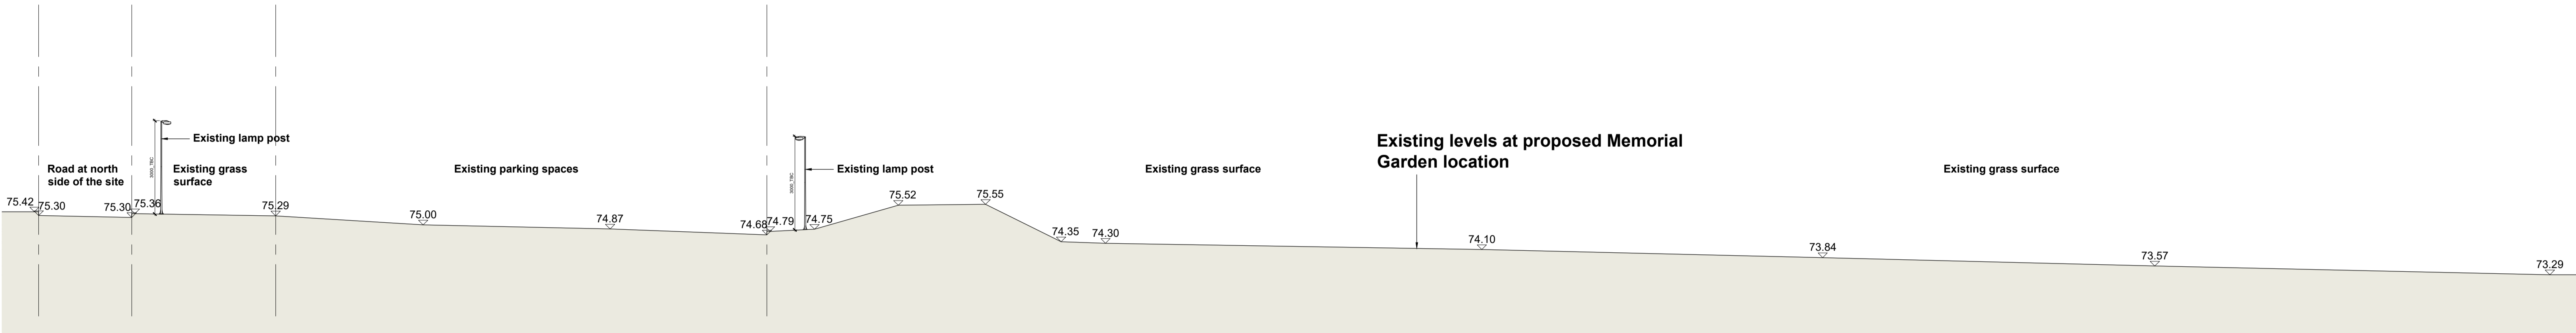 Existing lamp post
Existing levels at proposed Memorial
Garden location
Road at north
side of the site
3000_TBC
Existing grass
surface
Existing parking spaces
3000_TBC
Existing lamp post
Existing grass surface
Existing grass surface
75.42
75.30
75.30
75.36
75.29
75.00
74.87
74.68
74.79
74.75
75.52
75.55
74.35
74.30
74.10
73.84
73.57
73.29